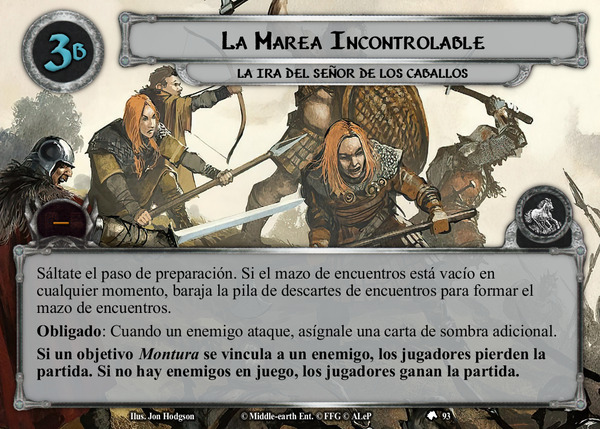 3B
La Marea Incontrolable
La Ira del Señor de los Caballos
–
Sáltate el paso de preparación. Si el mazo de encuentros está vacío en
cualquier momento, baraja la pila de descartes de encuentros para formar el
mazo de encuentros.
Obligado: Cuando un enemigo ataque, asígnale una carta de sombra adicional.
Si un objetivo Montura se vincula a un enemigo, los jugadores pierden la
partida. Si no hay enemigos en juego, los jugadores ganan la partida.
Ilus. Jon Hodgson © Middle-earth Ent. © FFG © ALeP 93